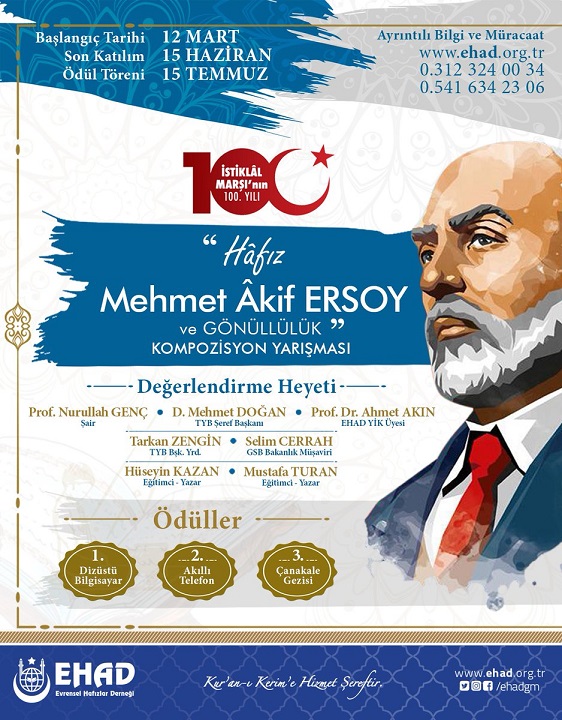 Başlangıç Tarihi 12 MART
Son Katılım 15 HAZİRAN
Ödül Töreni 15 TEMMUZ
Ayrıntılı Bilgi ve Müracaat
www.ehad.org.tr
0.312 324 00 34
0.541 634 23 06
100
İSTİKLÂL
MARŞI'nın
100. YILI
“ Hâfız
Mehmet Âkif ERSOY
ve GÖNÜLLÜLÜK ”
KOMPOZİSYON YARIŞMASI
Değerlendirme Heyeti
Prof. Nurullah GENÇ • D. Mehmet DOĞAN • Prof. Dr. Ahmet AKIN
Şair TYB Şeref Başkanı EHAD YİK Üyesi
Tarkan ZENGİN • Selim CERRAH
TYB Bşk. Yrd. GSB Bakanlık Müşaviri
Hüseyin KAZAN • Mustafa TURAN
Eğitimci - Yazar Eğitimci - Yazar
Ödüller
1. 2. 3.
Dizüstü Akıllı Çanakale
Bilgisayar Telefon Gezisi
EHAD
Evrensel Hafızlar Derneği
Kur'an-ı Kerim'e Hizmet Şereftir.
www.ehad.org.tr
/ehadgm